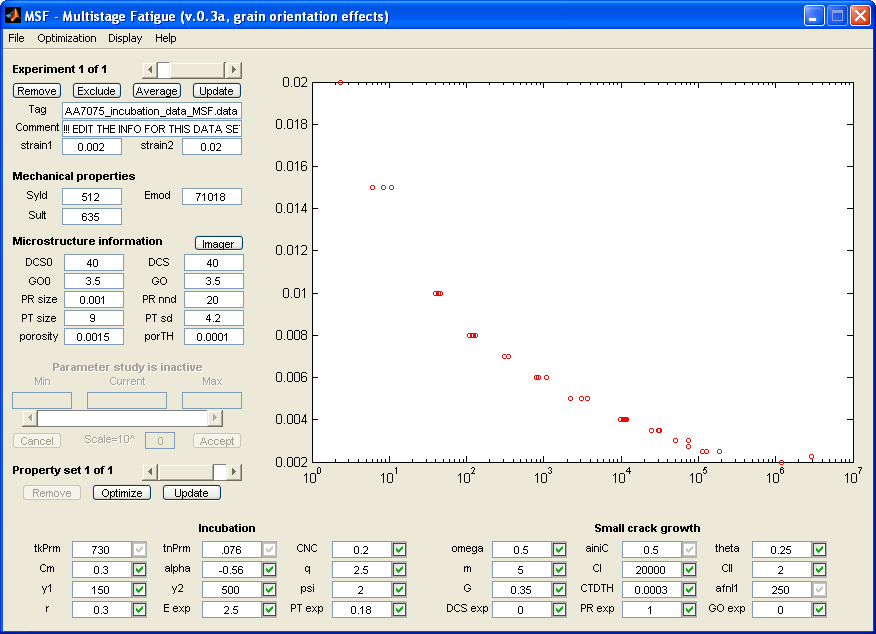 MSF - Multistage Fatigue (v.0.3a, grain orientation effects)
File Optimization Display Help
Experiment 1 of 1
Remove Exclude Average Update
Tag AA7075_incubation_data_MSF.data
Comment !!! EDIT THE INFO FOR THIS DATA SE
strain1 0.002 strain2 0.02
Mechanical properties
Syld 512 Emod 71018
Sult 635
Microstructure information Imager
DCS0 40 DCS 40
GO0 3.5 GO 3.5
PR size 0.001 PR nnd 20
PT size 9 PT sd 4.2
porosity 0.0015 porTH 0.0001
Parameter study is inactive
Min Current Max
Cancel Scale=10^ 0 Accept
Property set 1 of 1
Remove Optimize Update
0.02
0.018
0.016
0.014
0.012
0.01
0.008
0.006
0.004
0.002
10^0 10^1 10^2 10^3 10^4 10^5 10^6 10^7
Incubation Small crack growth
tkPrm 730 tnPrm .076 CNC 0.2 omega 0.5 ainiC 0.5 theta 0.25
Cm 0.3 alpha -0.56 q 2.5 m 5 CI 20000 CII 2
y1 150 y2 500 psi 2 G 0.35 CTDTH 0.0003 afnl1 250
r 0.3 E exp 2.5 PT exp 0.18 DCS exp 0 PR exp 1 GO exp 0